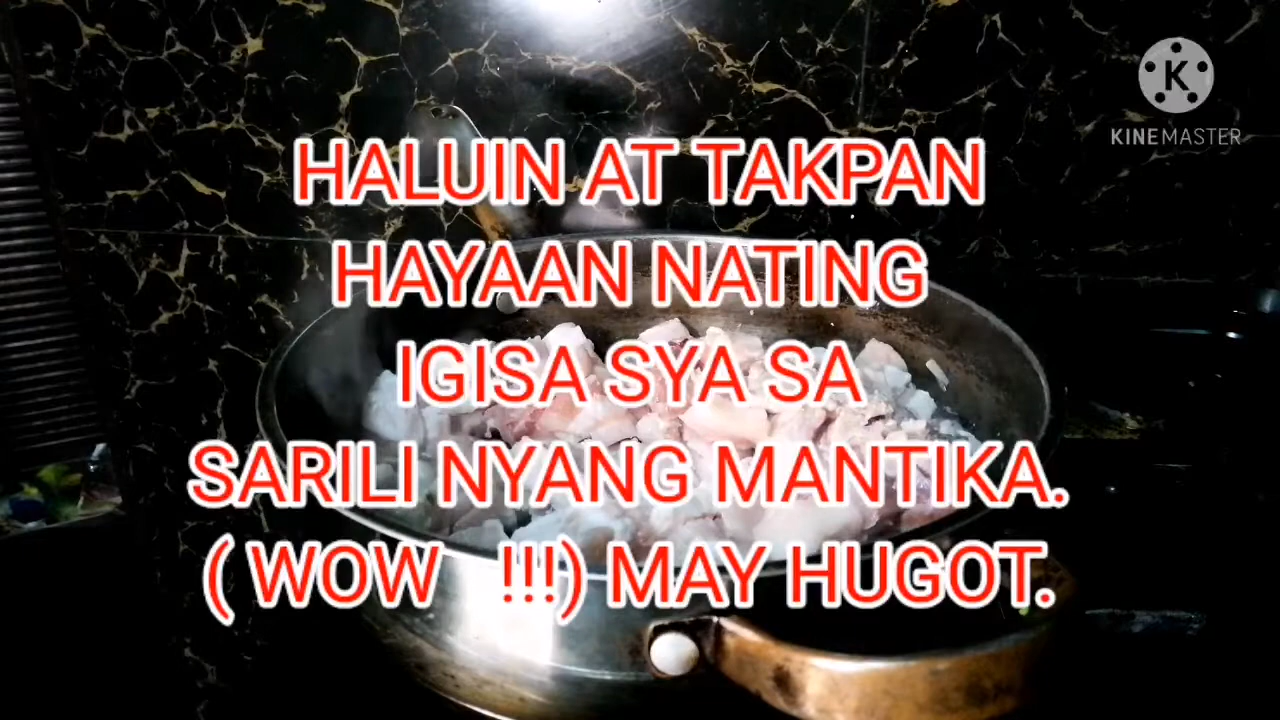 KINEMASTER
HALUIN AT TAKPAN
HAYAAN NATING
IGISA SYA SA
SARILI NYANG MANTIKA.
( WOW !!!) MAY HUGOT.